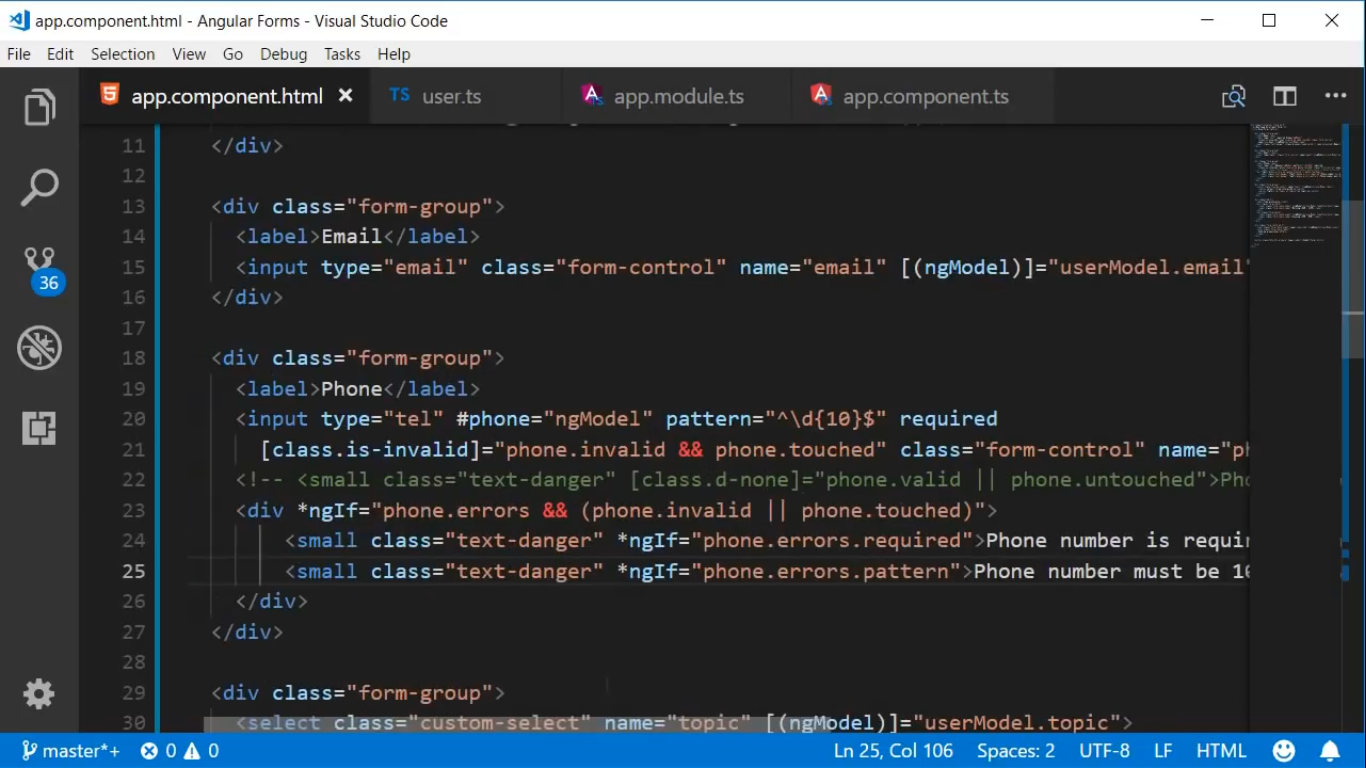 app.component.html - Angular Forms - Visual Studio Code
File Edit Selection View Go Debug Tasks Help
app.component.html TS user.ts app.module.ts app.component.ts
11 </div>
12
13 <div class="form-group">
14 <label>Email</label>
15 <input type="email" class="form-control" name="email" [(ngModel)]="userModel.email"
16 </div>
17
18 <div class="form-group">
19 <label>Phone</label>
20 <input type="tel" #phone="ngModel" pattern="^\d{10}$" required
21 [class.is-invalid]="phone.invalid && phone.touched" class="form-control" name="ph
22 <!-- <small class="text-danger" [class.d-none]="phone.valid || phone.untouched">Pho
23 <div *ngIf="phone.errors && (phone.invalid || phone.touched)">
24 <small class="text-danger" *ngIf="phone.errors.required">Phone number is requir
25 <small class="text-danger" *ngIf="phone.errors.pattern">Phone number must be 10
26 </div>
27 </div>
28
29 <div class="form-group">
30 <select class="custom-select" name="topic" [(ngModel)]="userModel.topic">
36
master*+ 0 0 Ln 25, Col 106 Spaces: 2 UTF-8 LF HTML